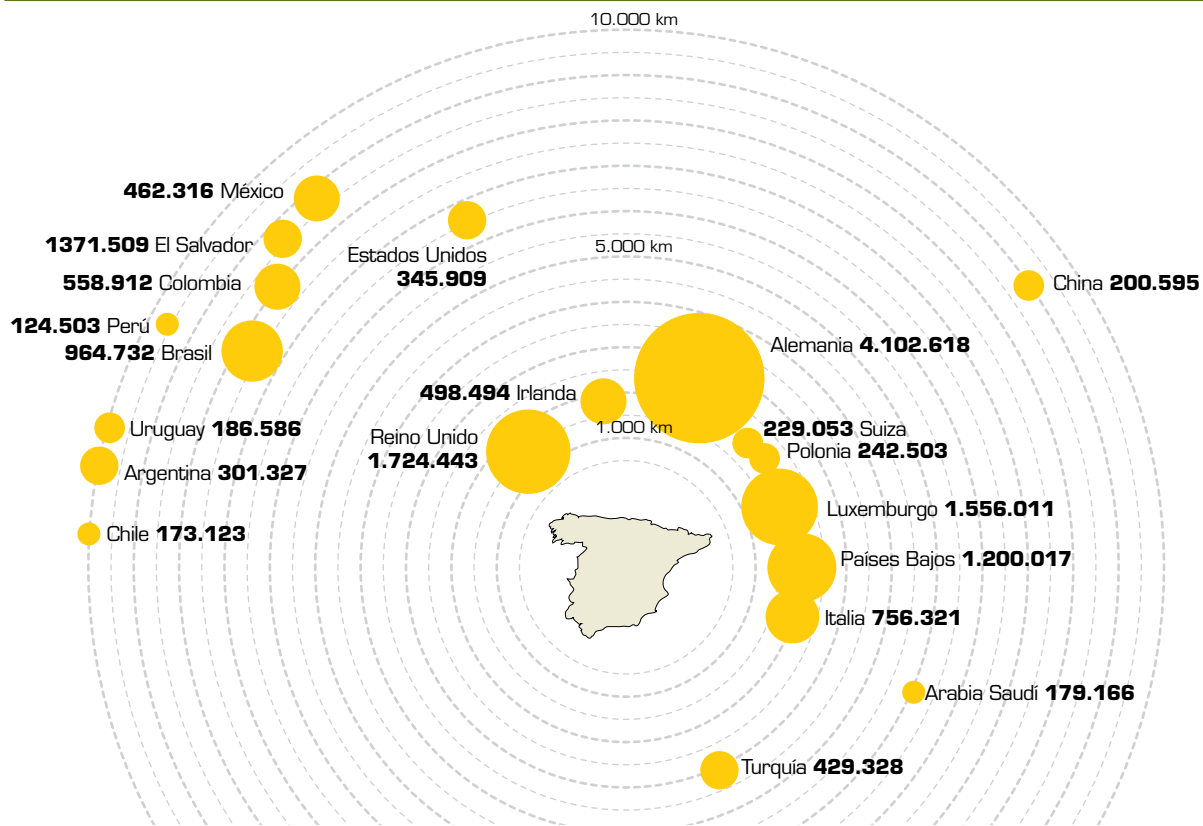 10.000 km
462.316 México
1371.509 El Salvador
Estados Unidos
345.909
5.000 km
558.912 Colombia
China 200.595
124.503 Perú
964.732 Brasil
Alemania 4.102.618
498.494 Irlanda
1.000 km
Uruguay 186.586
229.053 Suiza
Reino Unido
1.724.443
Polonia 242.503
Argentina 301.327
Luxemburgo 1.556.011
Chile 173.123
Países Bajos 1.200.017
Italia 756.321
Arabia Saudí 179.166
Turquía 429.328